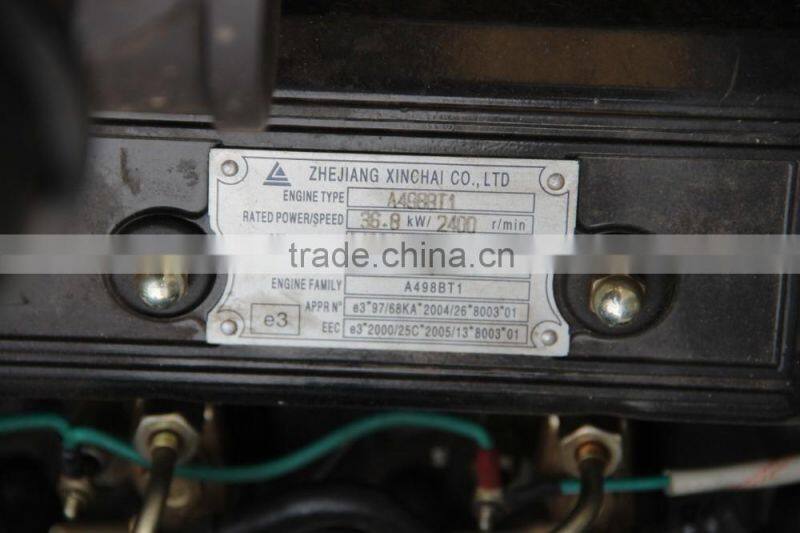 ZHEJIANG XINCHAI CO.,LTD
ENGINE TYPE A498BT1
RATED POWER/SPEED 36.8 kW/ 2400 r/min
trade.china.cn
ENGINE FAMILY A498BT1
APPR N° e3*97/68KA*2004/26*8003*01
e3 EEC e3*2000/25C*2005/13*8003*01